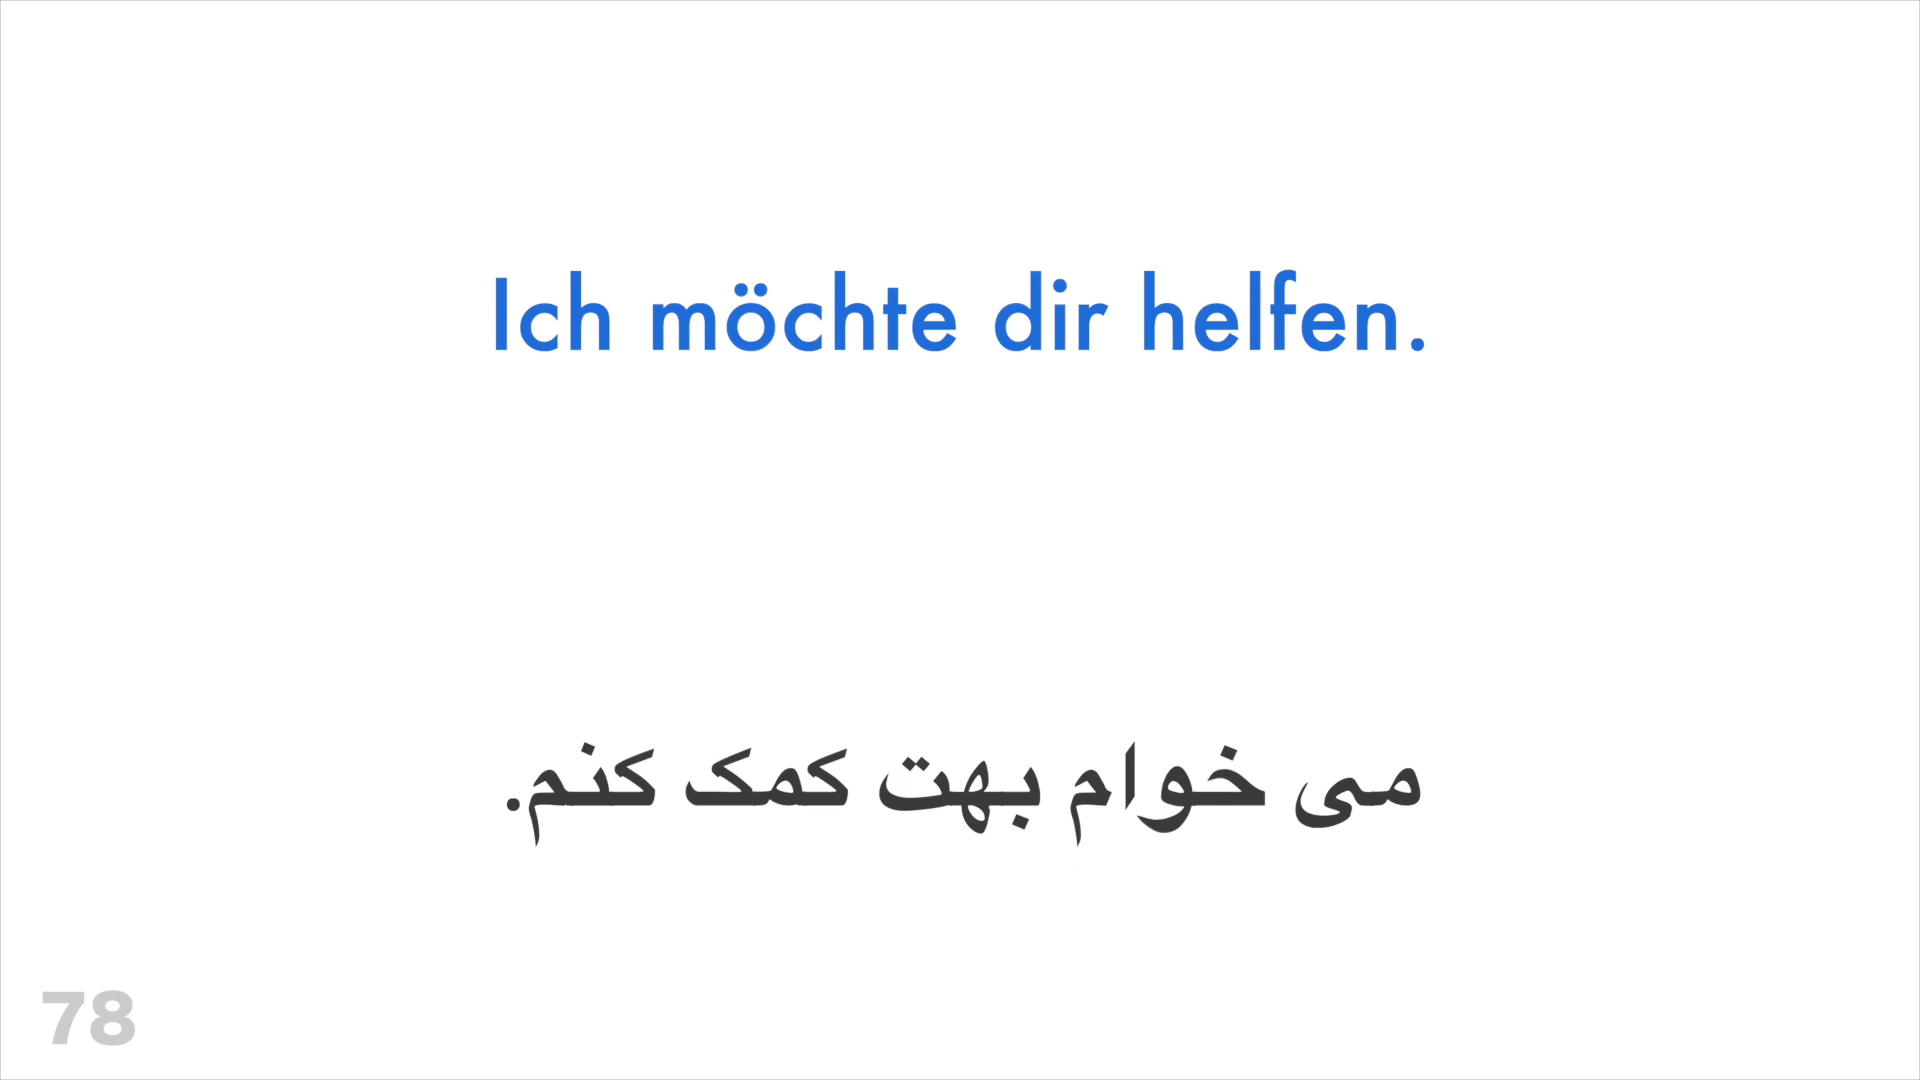 Ich möchte dir helfen.
می خوام بهت کمک کنم.
78